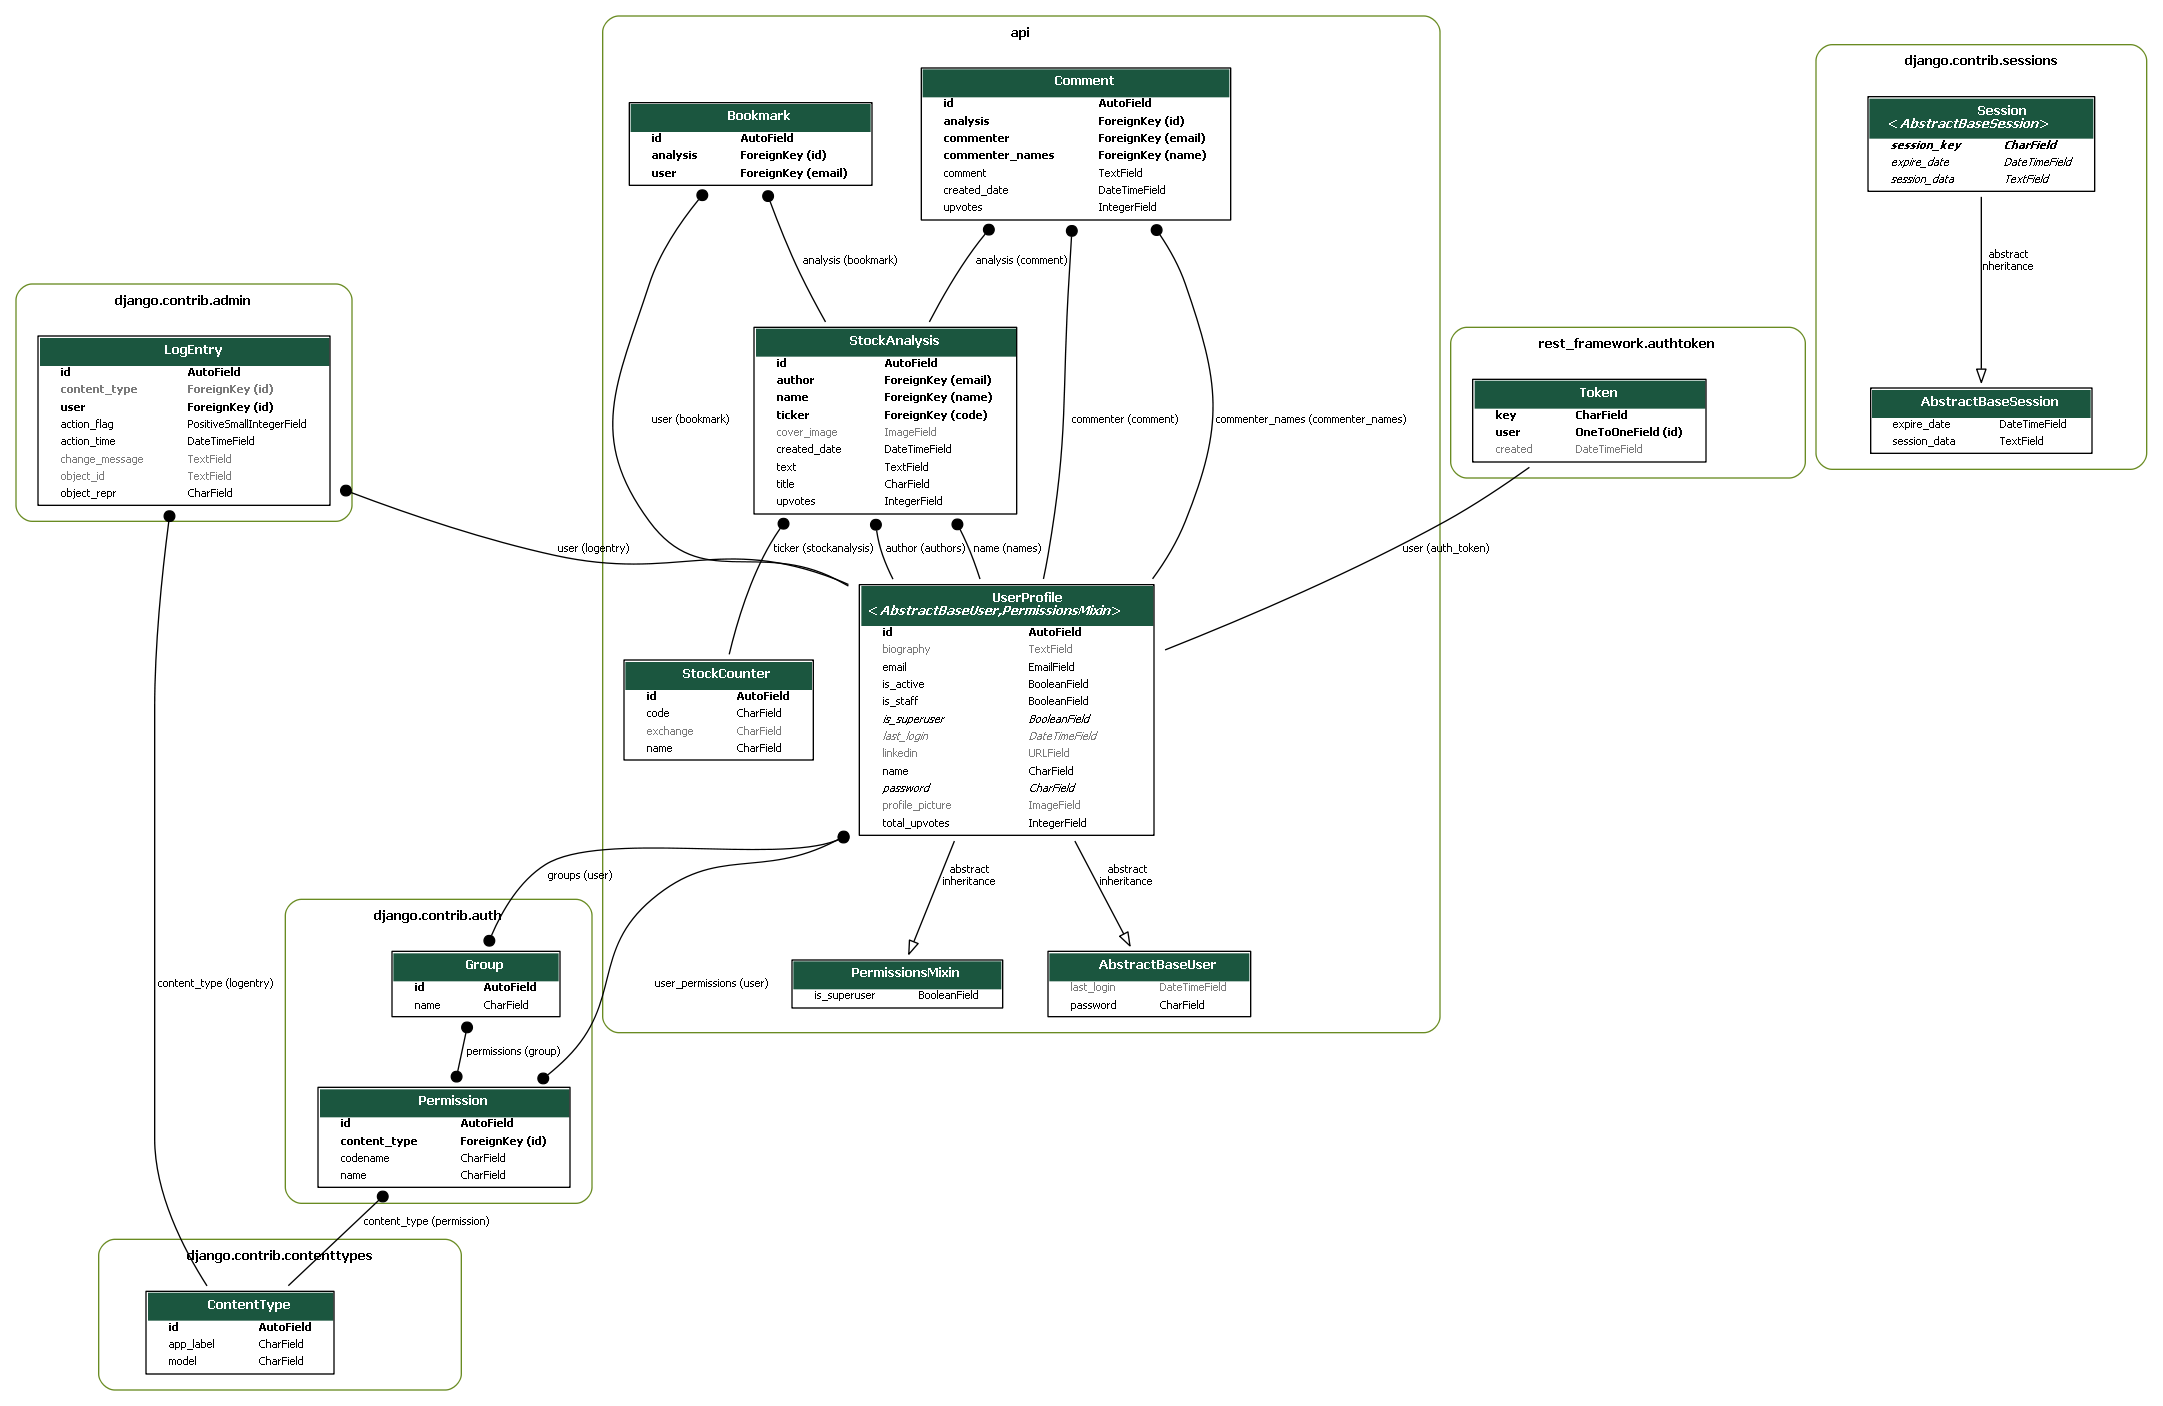 api
Bookmark
id AutoField
analysis ForeignKey (id)
user ForeignKey (email)
Comment
id AutoField
analysis ForeignKey (id)
commenter ForeignKey (email)
commenter_names ForeignKey (name)
comment TextField
created_date DateTimeField
upvotes IntegerField
analysis (bookmark)
analysis (comment)
django.contrib.sessions
Session
<AbstractBaseSession>
session_key CharField
expire_date DateTimeField
session_data TextField
abstract
nheritance
AbstractBaseSession
expire_date DateTimeField
session_data TextField
django.contrib.admin
LogEntry
id AutoField
content_type ForeignKey (id)
user ForeignKey (id)
action_flag PositiveSmallIntegerField
action_time DateTimeField
change_message TextField
object_id TextField
object_repr CharField
StockAnalysis
id AutoField
author ForeignKey (email)
name ForeignKey (name)
ticker ForeignKey (code)
cover_image ImageField
created_date DateTimeField
text TextField
title CharField
upvotes IntegerField
user (bookmark)
commenter (comment)
commenter_names (commenter_names)
rest_framework.authtoken
Token
key CharField
user OneToOneField (id)
created DateTimeField
user (logentry)
ticker (stockanalysis)
author (authors)
name (names)
user (auth_token)
UserProfile
<AbstractBaseUser,PermissionsMixin>
id AutoField
biography TextField
email EmailField
is_active BooleanField
is_staff BooleanField
is_superuser BooleanField
last_login DateTimeField
linkedin URLField
name CharField
password CharField
profile_picture ImageField
total_upvotes IntegerField
StockCounter
id AutoField
code CharField
exchange CharField
name CharField
groups (user)
abstract
inheritance
abstract
inheritance
django.contrib.auth
Group
id AutoField
name CharField
content_type (logentry)
user_permissions (user)
PermissionsMixin
is_superuser BooleanField
AbstractBaseUser
last_login DateTimeField
password CharField
permissions (group)
Permission
id AutoField
content_type ForeignKey (id)
codename CharField
name CharField
content_type (permission)
django.contrib.contenttypes
ContentType
id AutoField
app_label CharField
model CharField